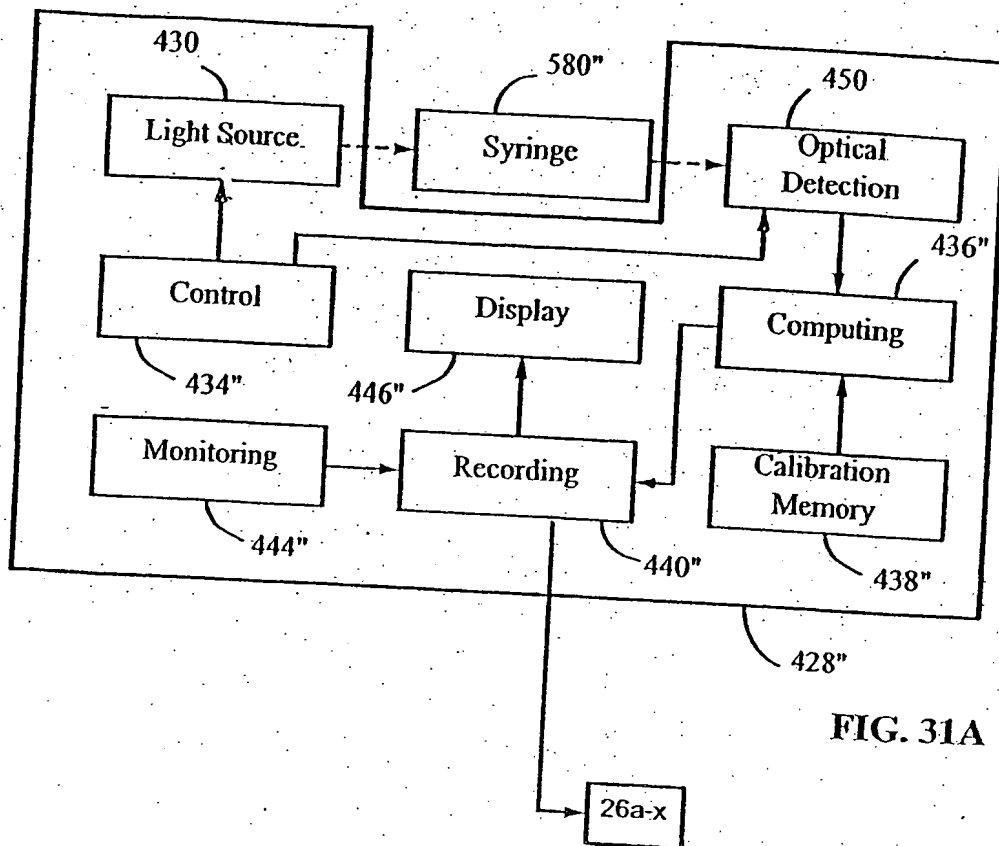 430
580"
450
Light Source
Syringe
Optical
Detection
436"
Control
Display
Computing
434"
446"
Monitoring
Recording
Calibration
Memory
444"
440"
438"
428"
FIG. 31A
26a-x